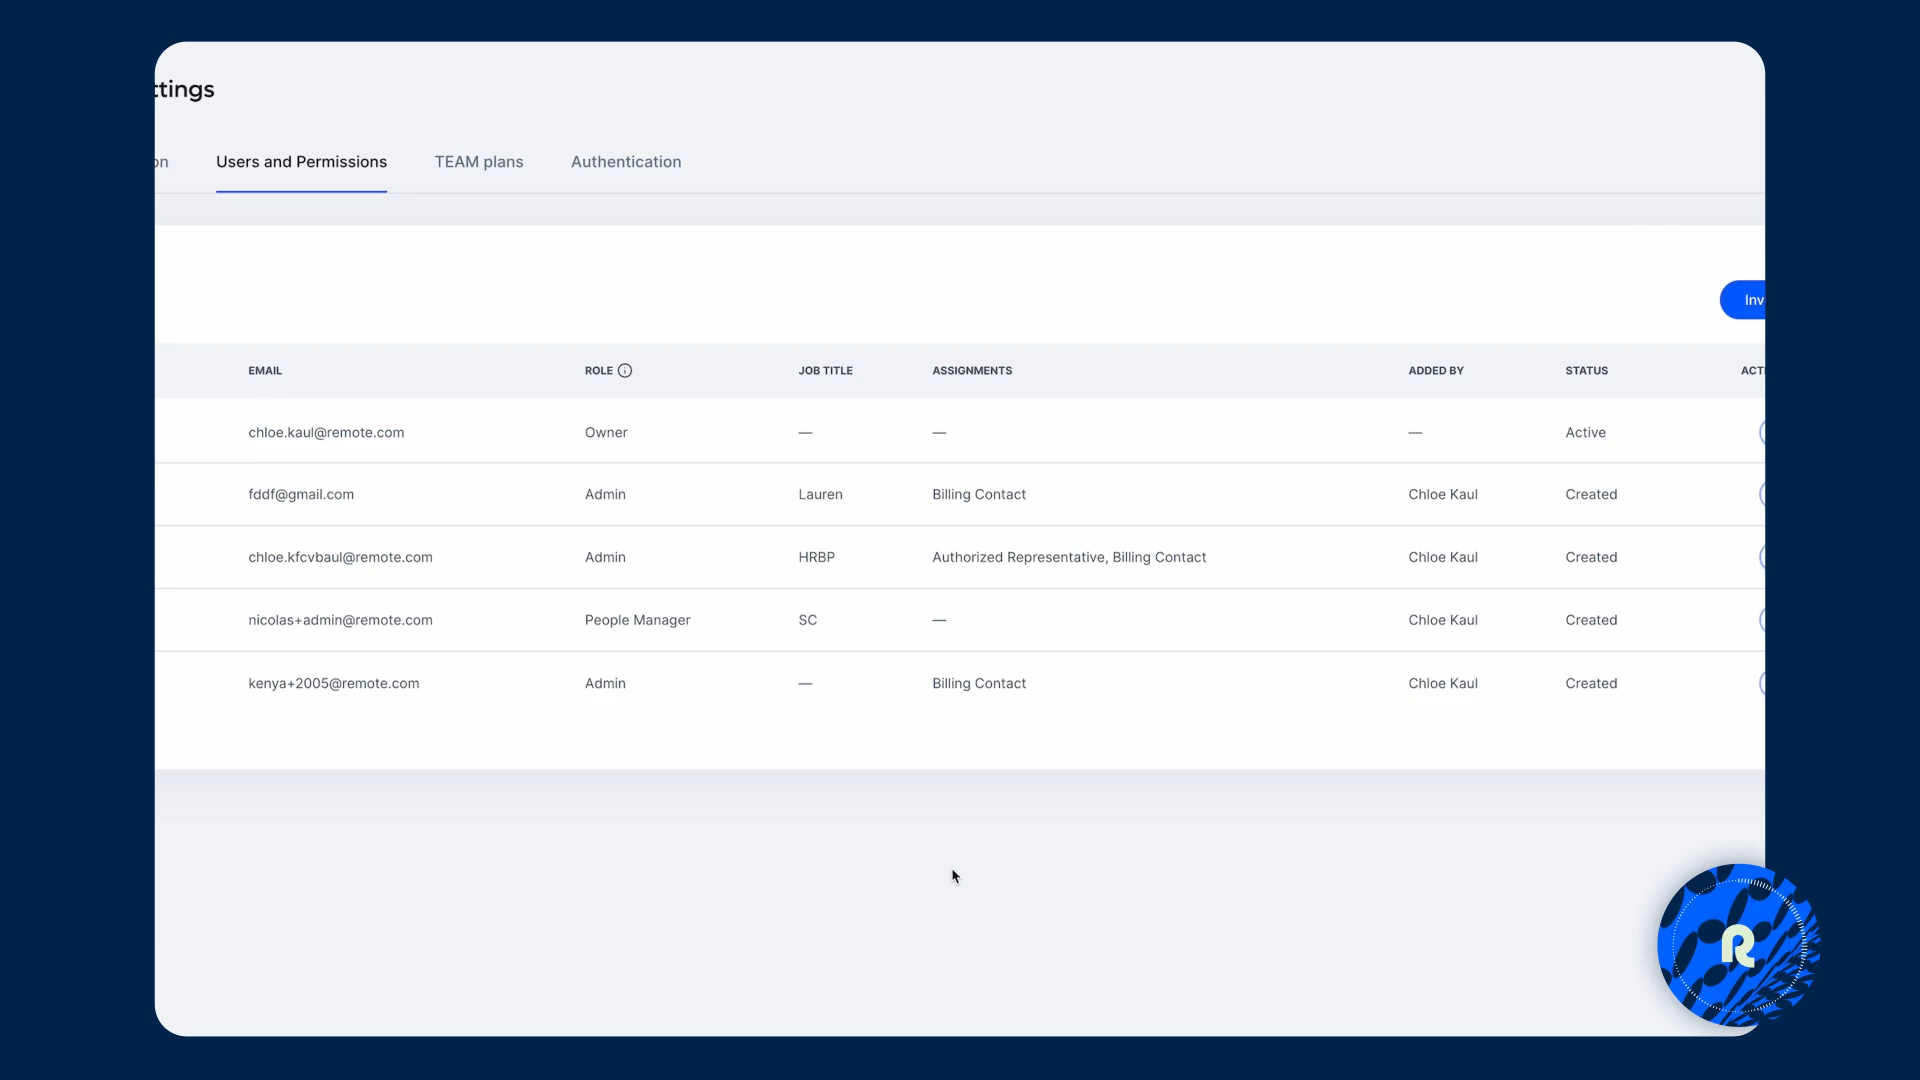 ttings
on Users and Permissions TEAM plans Authentication
Inv
EMAIL ROLE JOB TITLE ASSIGNMENTS ADDED BY STATUS ACTI
chloe.kaul@remote.com Owner — — — Active
fddf@gmail.com Admin Lauren Billing Contact Chloe Kaul Created
chloe.kfcvbaul@remote.com Admin HRBP Authorized Representative, Billing Contact Chloe Kaul Created
nicolas+admin@remote.com People Manager SC — Chloe Kaul Created
kenya+2005@remote.com Admin — Billing Contact Chloe Kaul Created
R